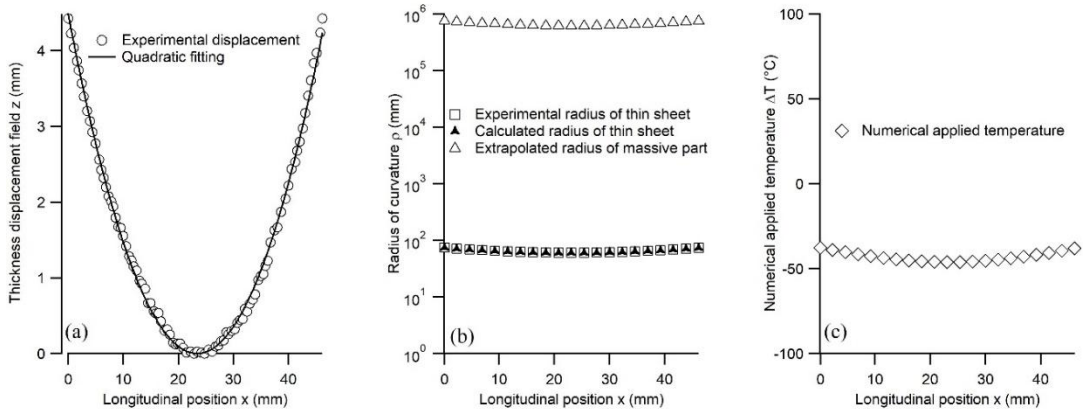 Thickness displacement field z (mm)
4
3
2
1
0
Experimental displacement
Quadratic fitting
(a)
0
10
20
30
40
Longitudinal position x (mm)
Radius of curvature ρ (mm)
10^6
10^5
10^4
10^3
10^2
10^1
10^0
Experimental radius of thin sheet
Calculated radius of thin sheet
Extrapolated radius of massive part
(b)
0
10
20
30
40
Longitudinal position x (mm)
Numerical applied temperature ΔT (°C)
100
50
0
-50
-100
Numerical applied temperature
(c)
0
10
20
30
40
Longitudinal position x (mm)